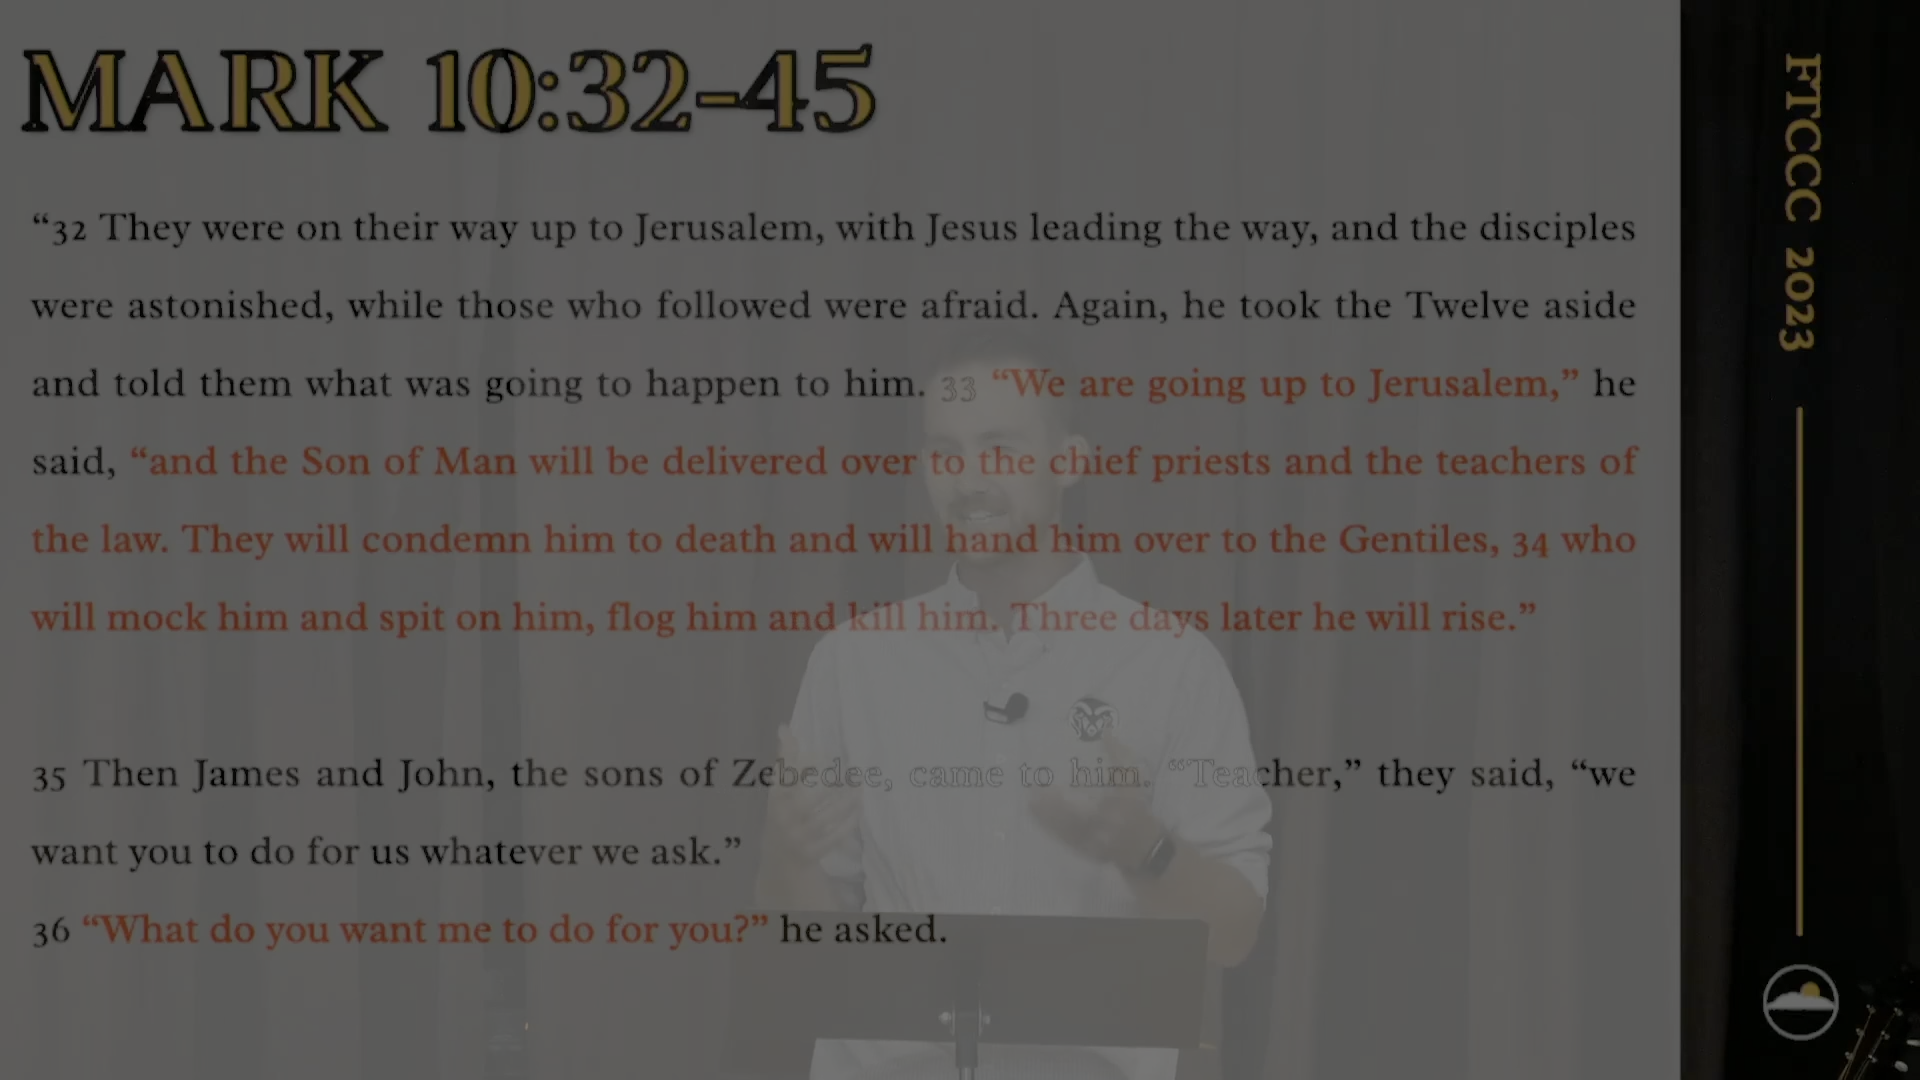 MARK 10:32-45
“32 They were on their way up to Jerusalem, with Jesus leading the way, and the disciples
were astonished, while those who followed were afraid. Again, he took the Twelve aside
and told them what was going to happen to him. 33 “We are going up to Jerusalem,” he
said, “and the Son of Man will be delivered over to the chief priests and the teachers of
the law. They will condemn him to death and will hand him over to the Gentiles, 34 who
will mock him and spit on him, flog him and kill him. Three days later he will rise.”
35 Then James and John, the sons of Zebedee, came to him. “Teacher,” they said, “we
want you to do for us whatever we ask.”
36 “What do you want me to do for you?” he asked.
FTCCC 2023